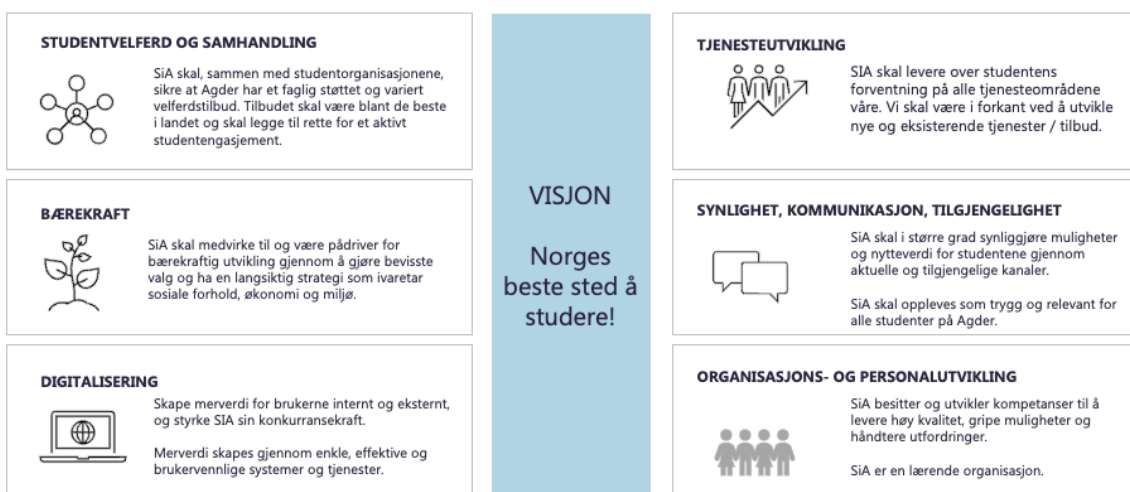 STUDENTVELFERD OG SAMHANDLING
SiA skal, sammen med studentorganisasjonene,
sikre at Agder har et faglig støttet og variert
velferdstilbud. Tilbudet skal være blant de beste
i landet og skal legge til rette for et aktivt
studentengasjement.
BÆREKRAFT
SiA skal medvirke til og være pådriver for
bærekraftig utvikling gjennom å gjøre bevisste
valg og ha en langsiktig strategi som ivaretar
sosiale forhold, økonomi og miljø.
DIGITALISERING
Skape merverdi for brukerne internt og eksternt,
og styrke SIA sin konkurransekraft.
Merverdi skapes gjennom enkle, effektive og
brukervennlige systemer og tjenester.
VISJON
Norges
beste sted å
studere!
TJENESTEUTVIKLING
SIA skal levere over studentens
forventning på alle tjenesteområdene
våre. Vi skal være i forkant ved å utvikle
nye og eksisterende tjenester / tilbud.
SYNLIGHET, KOMMUNIKASJON, TILGJENGELIGHET
SiA skal i større grad synliggjøre muligheter
og nytteverdi for studentene gjennom
aktuelle og tilgjengelige kanaler.
SiA skal oppleves som trygg og relevant for
alle studenter på Agder.
ORGANISASJONS- OG PERSONALUTVIKLING
SiA besitter og utvikler kompetanser til å
levere høy kvalitet, gripe muligheter og
håndtere utfordringer.
SiA er en lærende organisasjon.